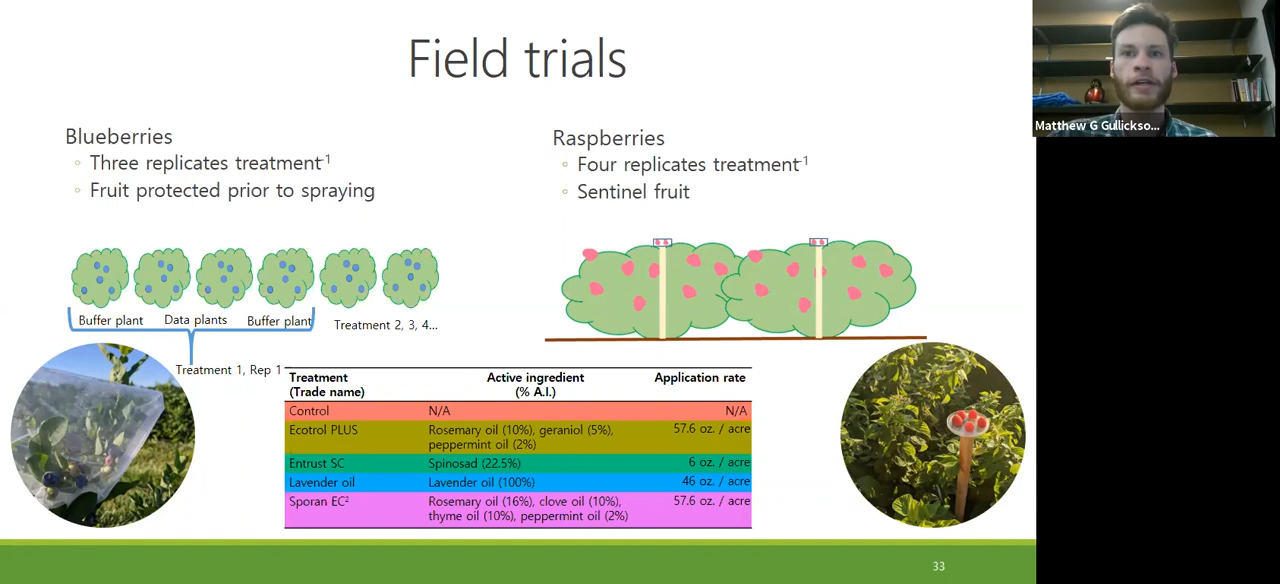 Field trials
Matthew G Gullickso...
Blueberries
◦ Three replicates treatment-1
◦ Fruit protected prior to spraying
Raspberries
◦ Four replicates treatment-1
◦ Sentinel fruit
Buffer plant Data plants Buffer plant Treatment 2, 3, 4...
Treatment 1, Rep 1
Treatment Active ingredient Application rate
(Trade name) (% A.I.)
Control N/A N/A
Ecotrol PLUS Rosemary oil (10%), geraniol (5%), 57.6 oz. / acre
peppermint oil (2%)
Entrust SC Spinosad (22.5%) 6 oz. / acre
Lavender oil Lavender oil (100%) 46 oz. / acre
Sporan EC² Rosemary oil (16%), clove oil (10%), 57.6 oz. / acre
thyme oil (10%), peppermint oil (2%)
33